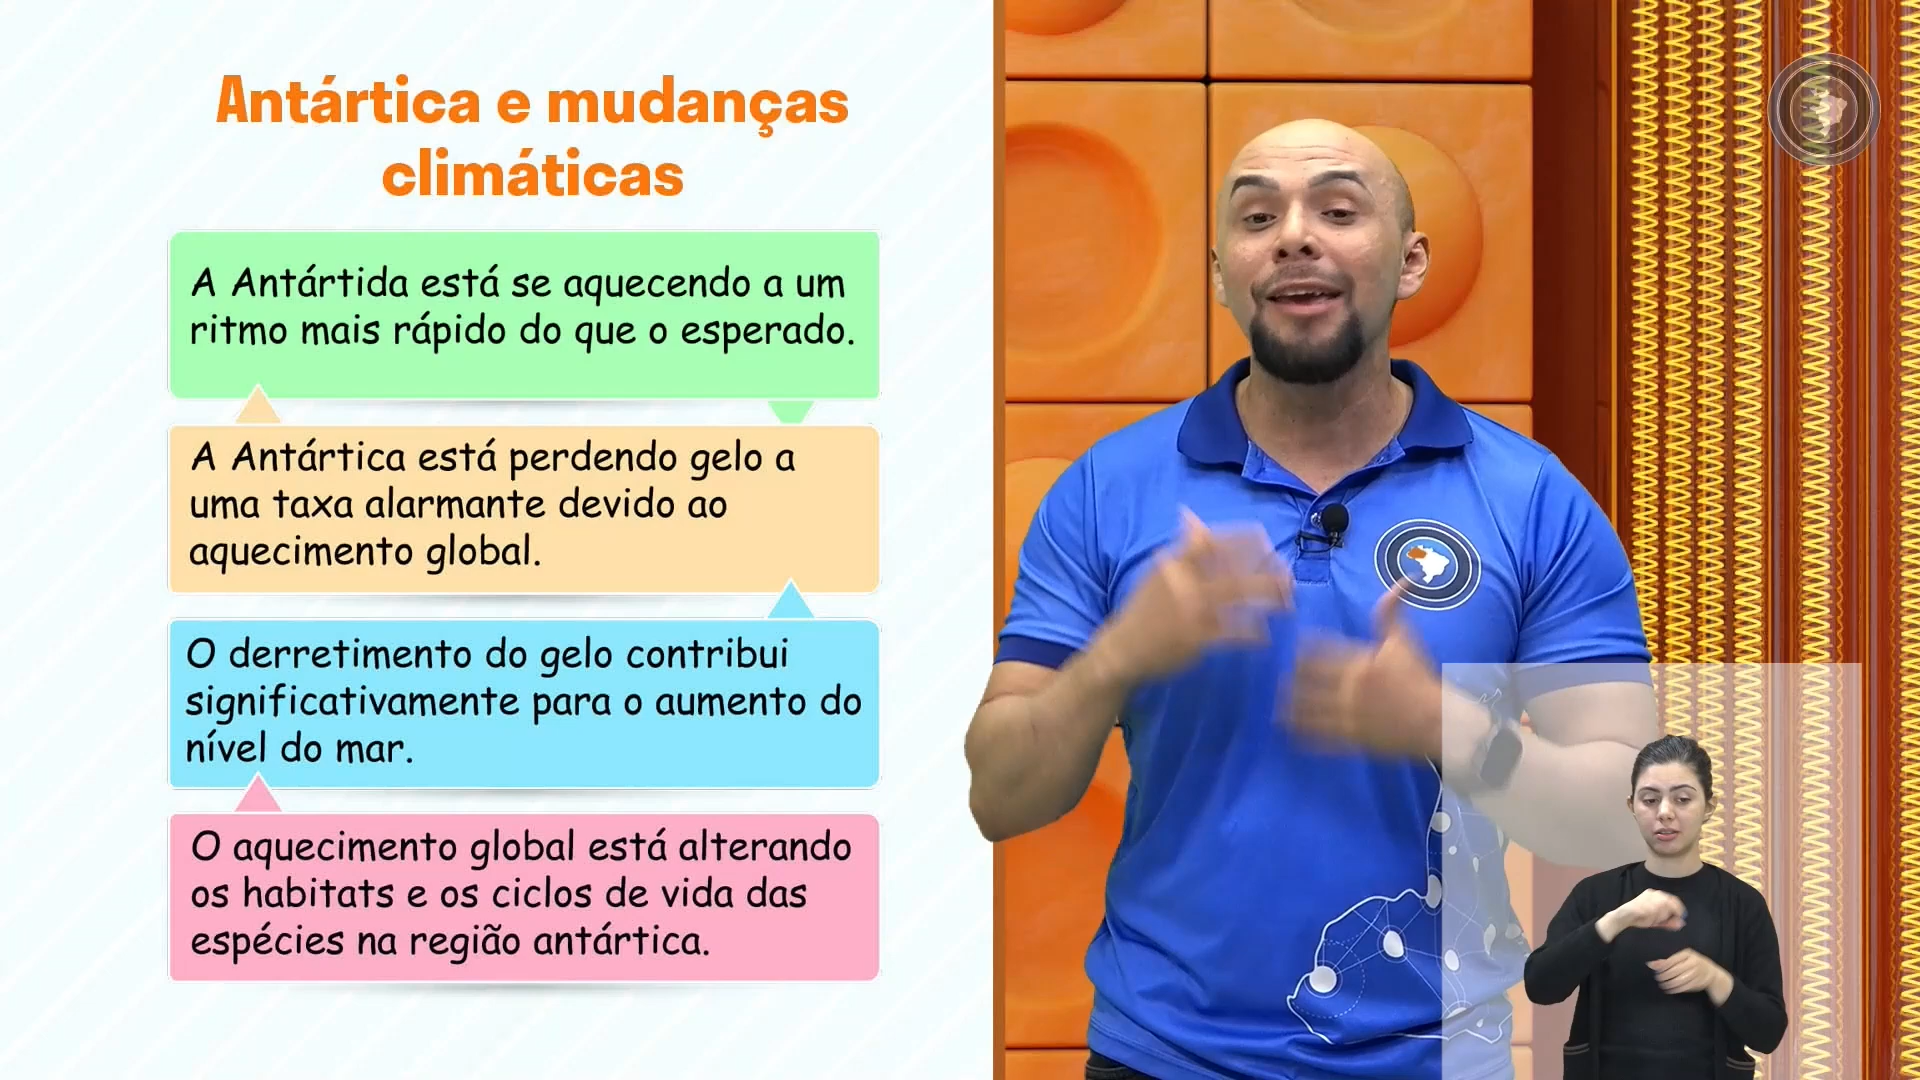 Antártica e mudanças
climáticas
A Antártida está se aquecendo a um
ritmo mais rápido do que o esperado.
A Antártica está perdendo gelo a
uma taxa alarmante devido ao
aquecimento global.
O derretimento do gelo contribui
significativamente para o aumento do
nível do mar.
O aquecimento global está alterando
os habitats e os ciclos de vida das
espécies na região antártica.